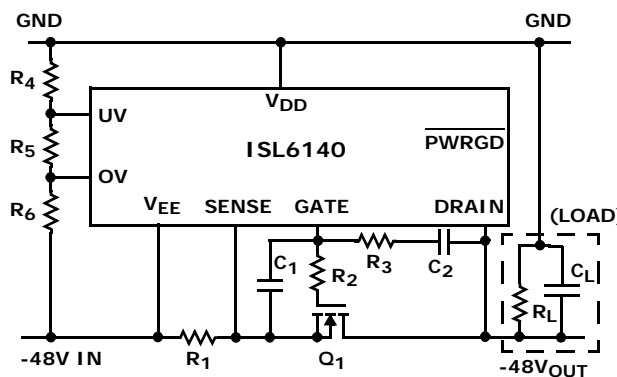 GND
GND
R4
VDD
UV
ISL6140
PWRGD
R5
OV
R6
VEE
SENSE
GATE
DRAIN
(LOAD)
C1
R2
R3
C2
RL
CL
-48V IN
R1
Q1
-48VOUT